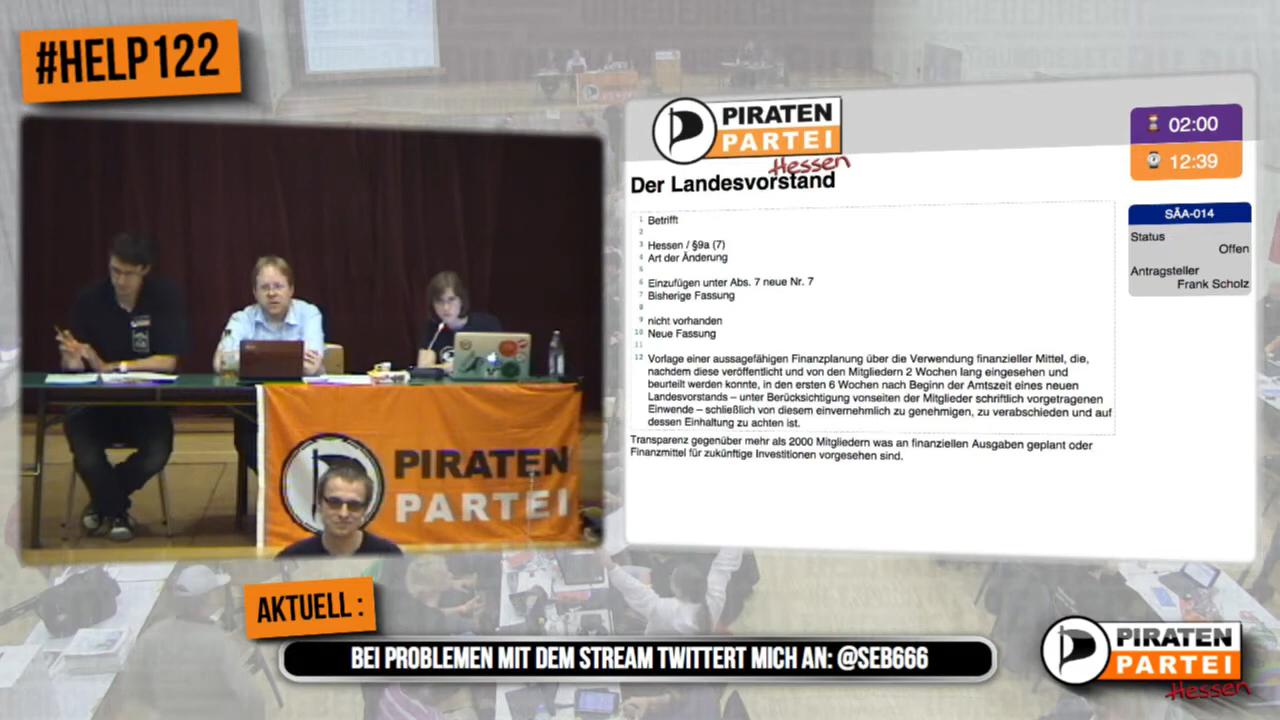 #HELP122
PIRATEN
PARTEI
Hessen
02:00
12:39
Der Landesvorstand
1 Betrifft
2
3 Hessen / §9a (7)
4 Art der Änderung
5
6 Einzufügen unter Abs. 7 neue Nr. 7
7 Bisherige Fassung
8
9 nicht vorhanden
10 Neue Fassung
11
12 Vorlage einer aussagefähigen Finanzplanung über die Verwendung finanzieller Mittel, die,
nachdem diese veröffentlicht und von den Mitgliedern 2 Wochen lang eingesehen und
beurteilt werden konnte, in den ersten 6 Wochen nach Beginn der Amtszeit eines neuen
Landesvorstands – unter Berücksichtigung vonseiten der Mitglieder schriftlich vorgetragenen
Einwende – schließlich von diesem einvernehmlich zu genehmigen, zu verabschieden und auf
dessen Einhaltung zu achten ist.
Transparenz gegenüber mehr als 2000 Mitgliedern was an finanziellen Ausgaben geplant oder
Finanzmittel für zukünftige Investitionen vorgesehen sind.
SÄA-014
Status
Offen
Antragsteller
Frank Scholz
PIRATEN
PARTEI
AKTUELL :
BEI PROBLEMEN MIT DEM STREAM TWITTERT MICH AN: @SEB666
PIRATEN
PARTEI
Hessen